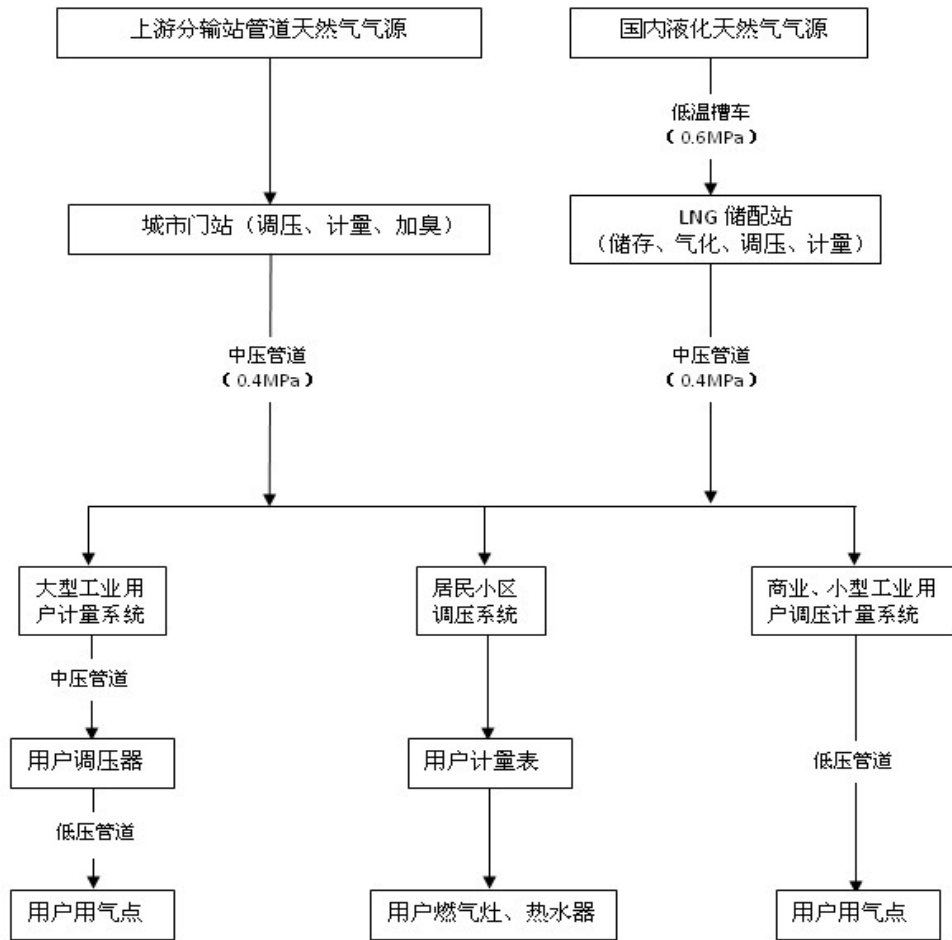 上游分输站管道天然气气源
国内液化天然气气源
低温槽车
（0.6MPa）
城市门站（调压、计量、加臭）
LNG 储配站
（储存、气化、调压、计量）
中压管道
（0.4MPa）
中压管道
（0.4MPa）
大型工业用
户计量系统
居民小区
调压系统
商业、小型工业用
户调压计量系统
中压管道
用户调压器
用户计量表
低压管道
低压管道
用户用气点
用户燃气灶、热水器
用户用气点